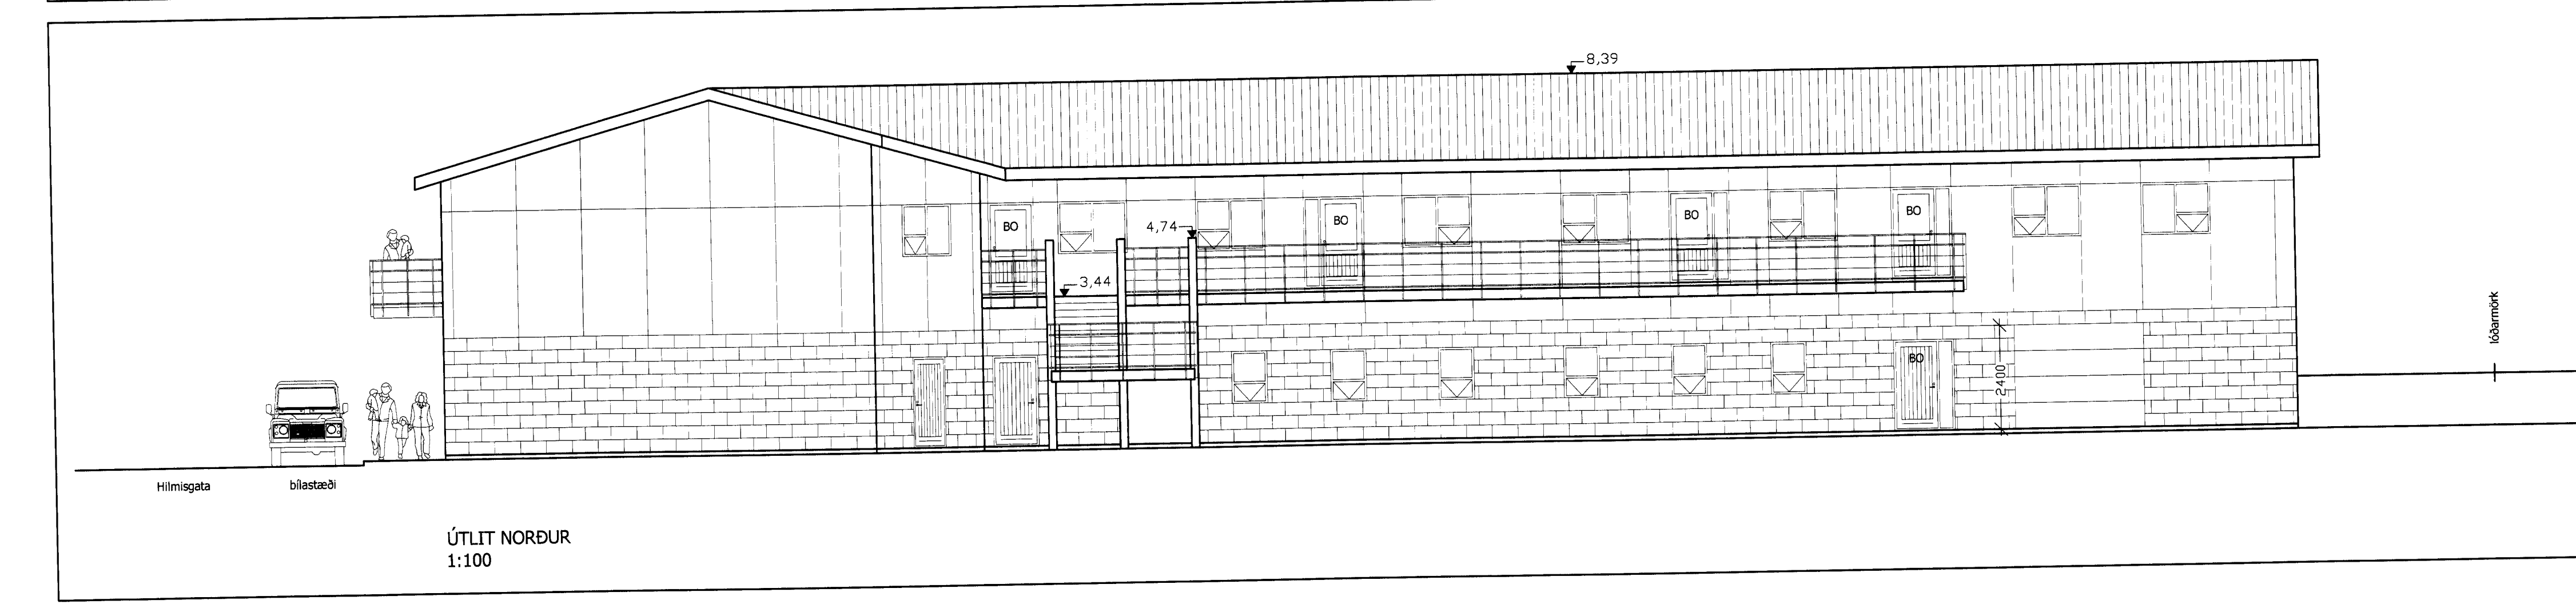 8,39
BO
BO
BO
BO
4,74
3,44
BO
2400
lóðarmörk
Hilmisgata
bílastæði
ÚTLIT NORÐUR
1:100